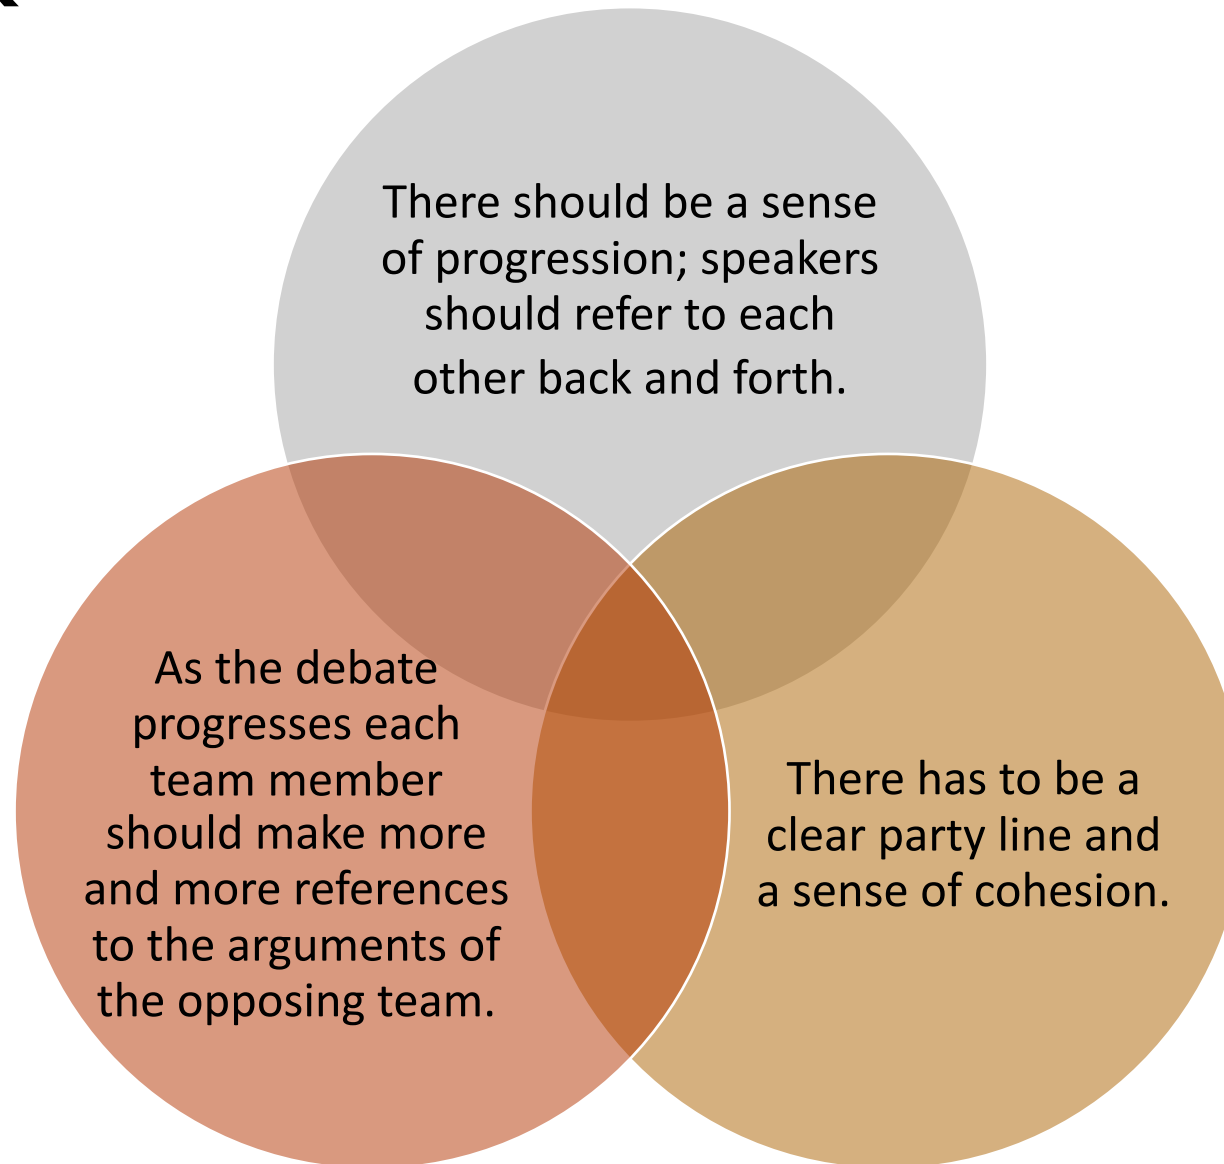 There should be a sense
of progression; speakers
should refer to each
other back and forth.
As the debate
progresses each
team member
should make more
and more references
to the arguments of
the opposing team.
There has to be a
clear party line and
a sense of cohesion.